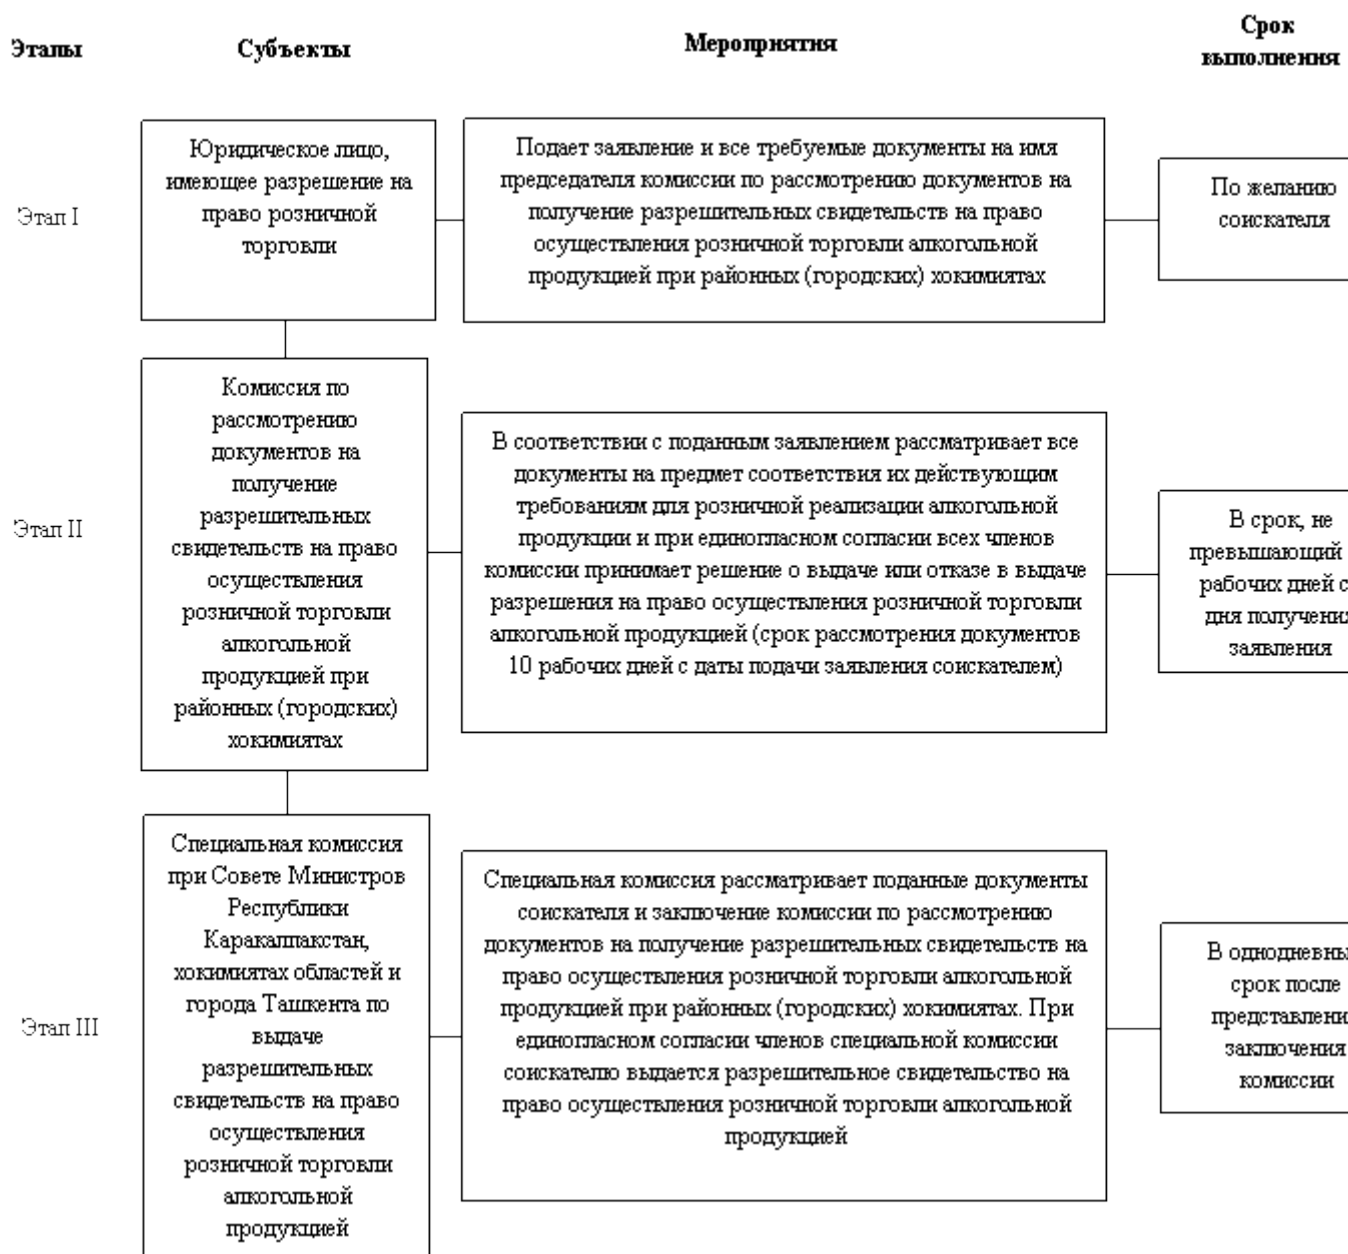 Этапы
Субъекты
Мероприятия
Срок
выполнения
Этап I
Юридическое лицо,
имеющее разрешение на
право розничной
торговли
Подает заявление и все требуемые документы на имя
председателя комиссии по рассмотрению документов на
получение разрешительных свидетельств на право
осуществления розничной торговли алкогольной
продукцией при районных (городских) хокимиятах
По желанию
соискателя
Этап II
Комиссия по
рассмотрению
документов на
получение
разрешительных
свидетельств на право
осуществления
розничной торговли
алкогольной
продукцией при
районных (городских)
хокимиятах
В соответствии с поданным заявлением рассматривает все
документы на предмет соответствия их действующим
требованиям для розничной реализации алкогольной
продукции и при единогласном согласии всех членов
комиссии принимает решение о выдаче или отказе в выдаче
разрешения на право осуществления розничной торговли
алкогольной продукцией (срок рассмотрения документов
10 рабочих дней с даты подачи заявления соискателем)
В срок, не
превышающий
рабочих дней с
дня получения
заявления
Этап III
Специальная комиссия
при Совете Министров
Республики
Каракалпакстан,
хокимиятах областей и
города Ташкента по
выдаче
разрешительных
свидетельств на право
осуществления
розничной торговли
алкогольной
продукцией
Специальная комиссия рассматривает поданные документы
соискателя и заключение комиссии по рассмотрению
документов на получение разрешительных свидетельств на
право осуществления розничной торговли алкогольной
продукцией при районных (городских) хокимиятах. При
единогласном согласии членов специальной комиссии
соискателю выдается разрешительное свидетельство на
право осуществления розничной торговли алкогольной
продукцией
В однодневны
срок после
представлени
заключения
комиссии